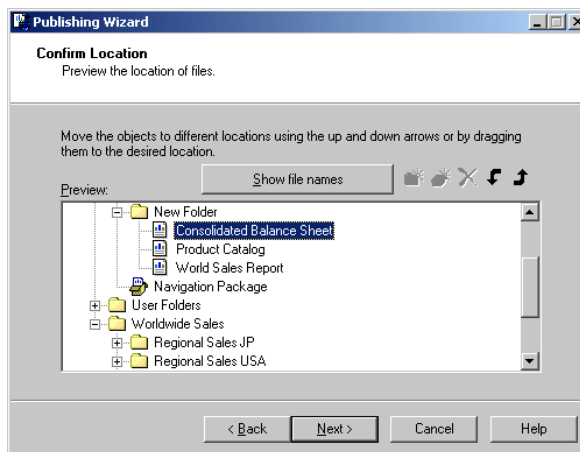 Publishing Wizard
Confirm Location
Preview the location of files.
Move the objects to different locations using the up and down arrows or by dragging
them to the desired location.
Show file names
Preview:
New Folder
Consolidated Balance Sheet
Product Catalog
World Sales Report
Navigation Package
User Folders
Worldwide Sales
Regional Sales JP
Regional Sales USA
< Back Next > Cancel Help